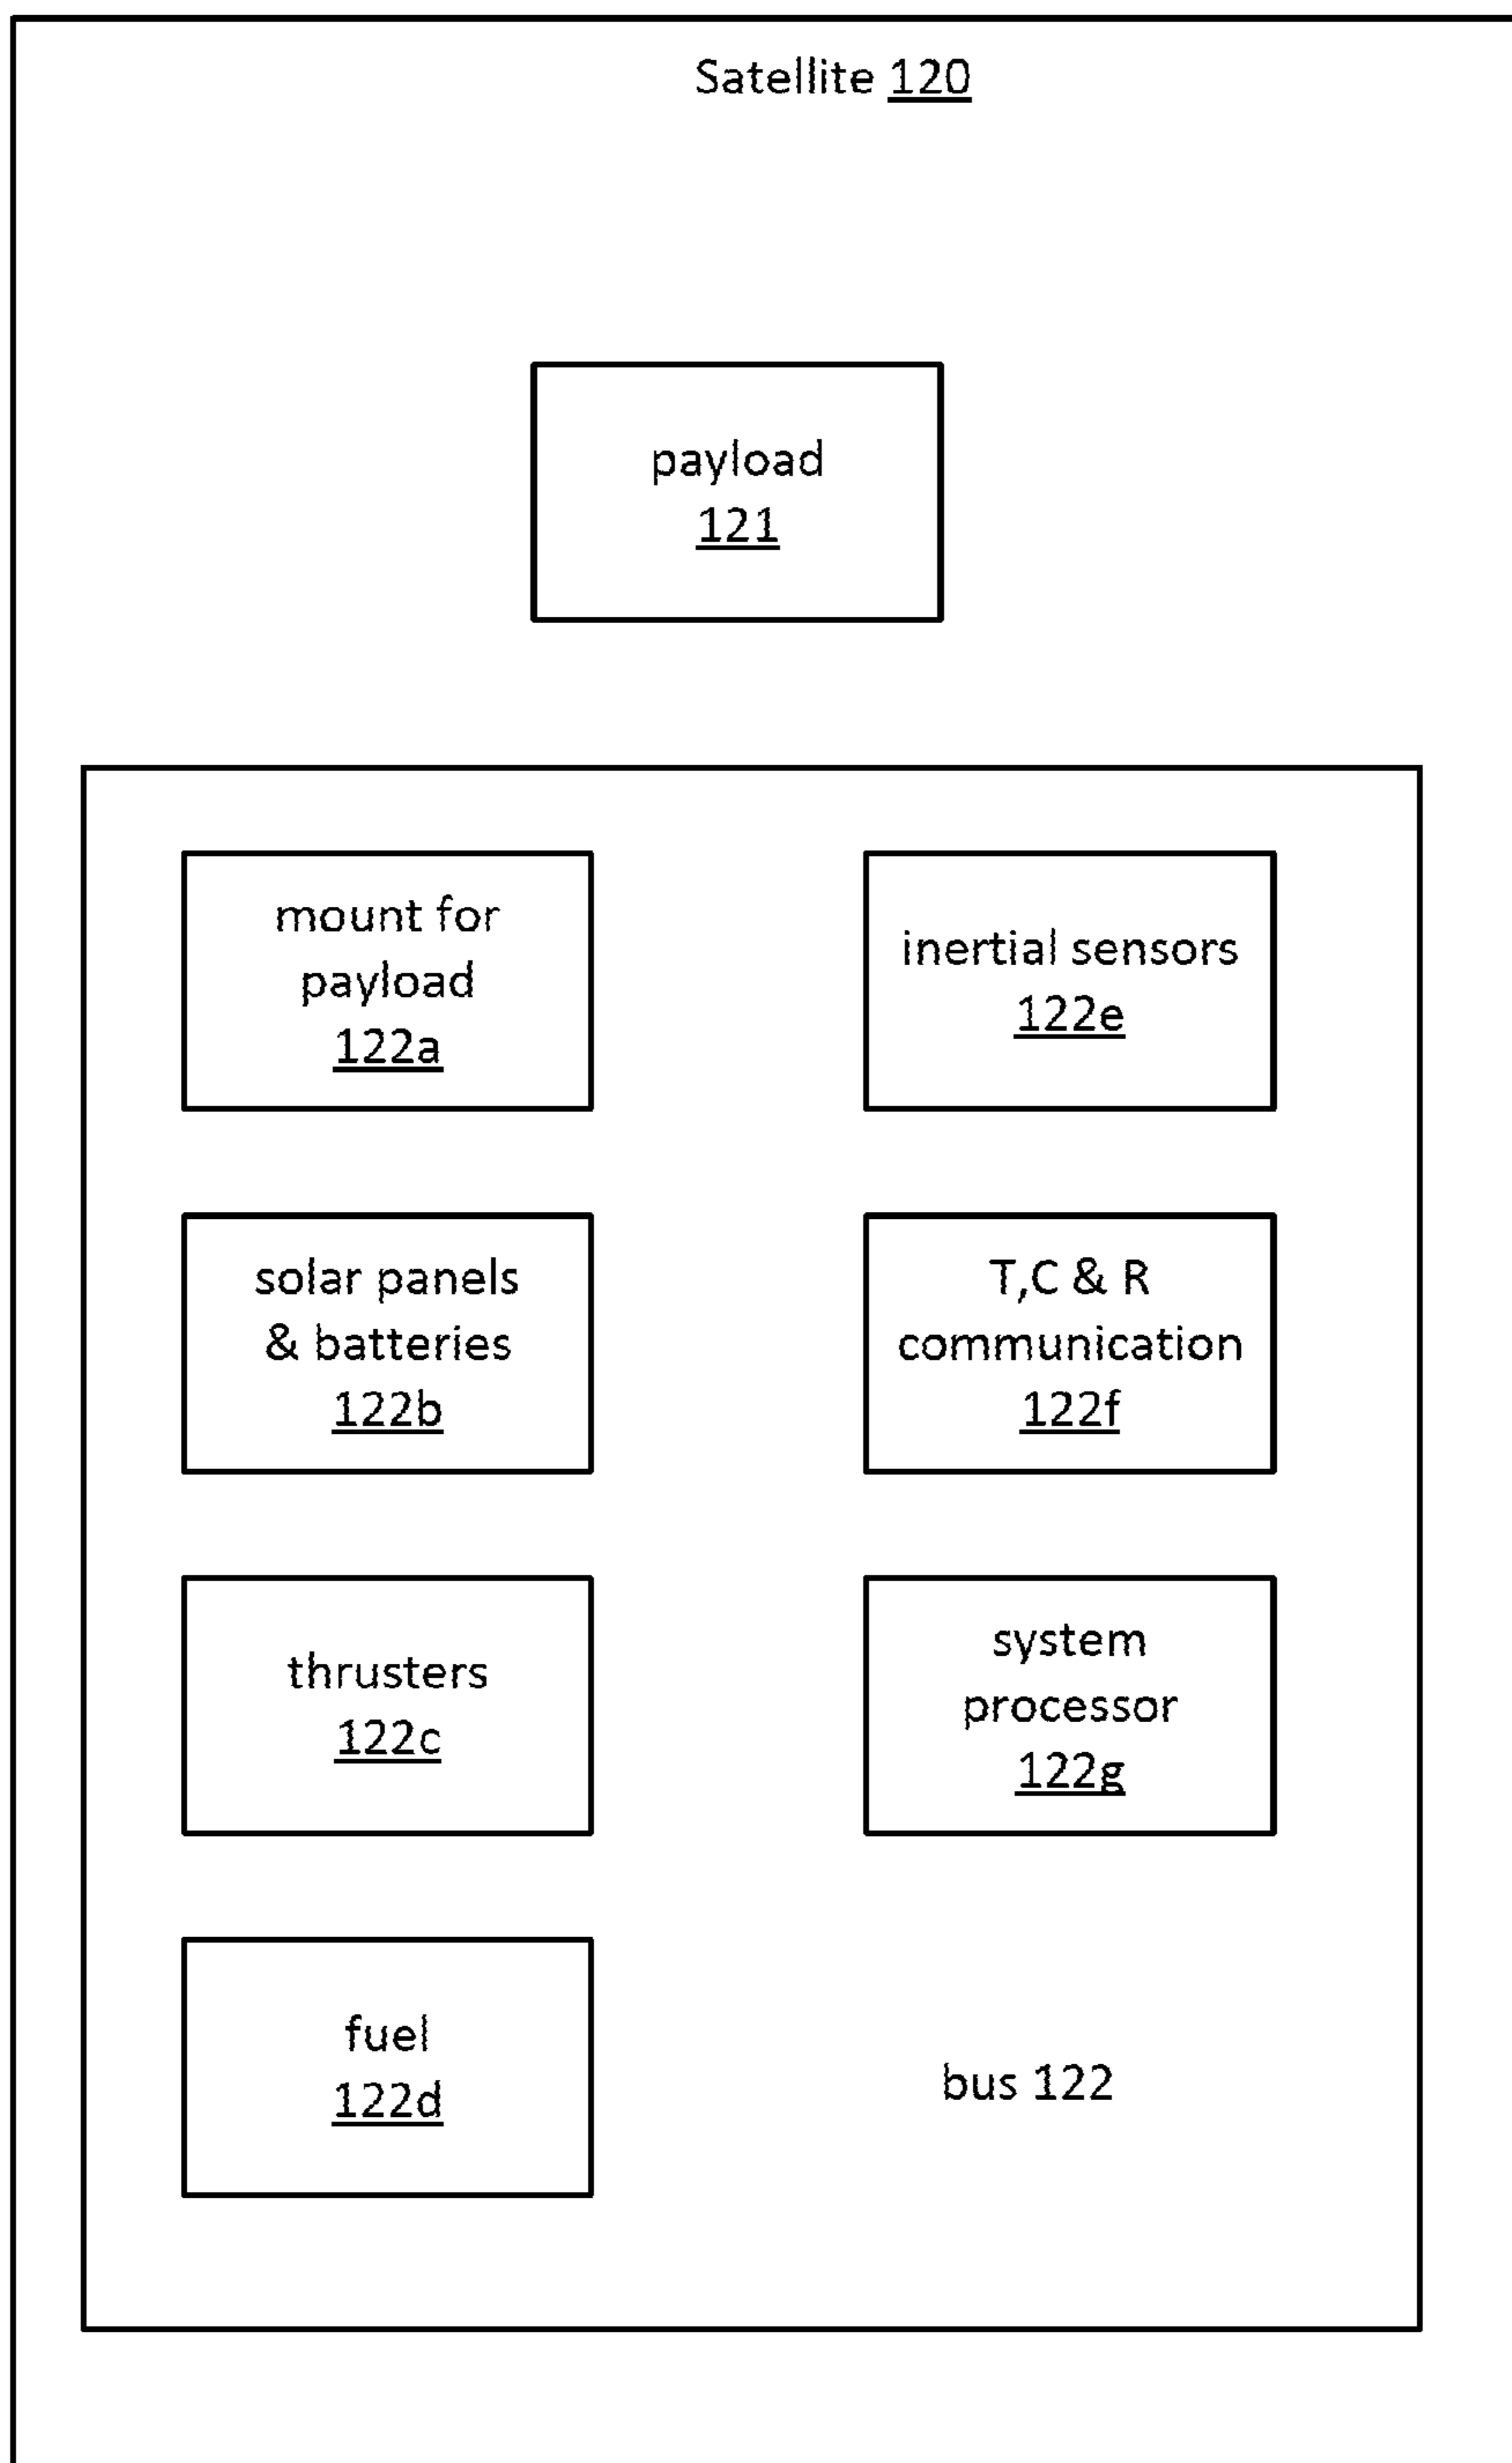 Satellite 120
payload
121
mount for
payload
122a
inertial sensors
122e
solar panels
& batteries
122b
T,C & R
communication
122f
thrusters
122c
system
processor
122g
fuel
122d
bus 122